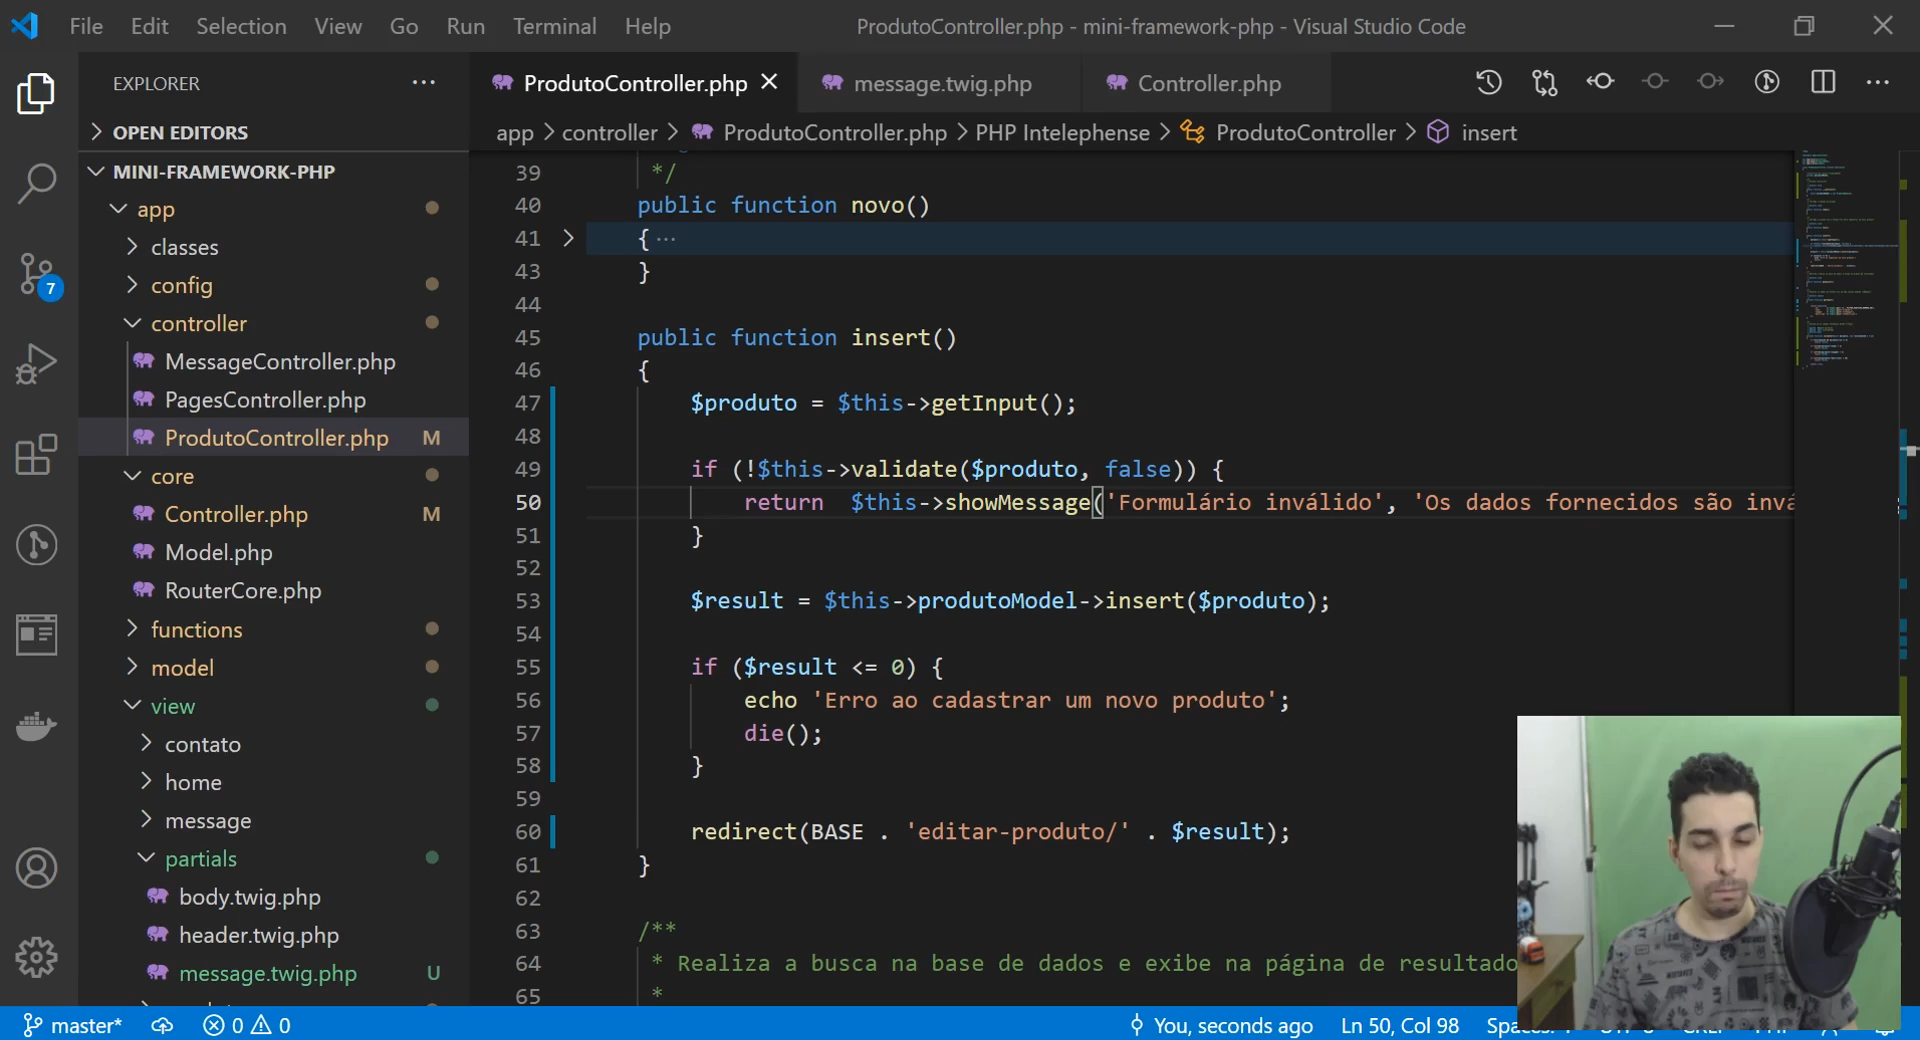 File Edit Selection View Go Run Terminal Help ProdutoController.php - mini-framework-php - Visual Studio Code
EXPLORER
ProdutoController.php message.twig.php Controller.php
OPEN EDITORS
app controller ProdutoController.php PHP Intelephense ProdutoController insert
MINI-FRAMEWORK-PHP
app
classes
config
controller
MessageController.php
PagesController.php
ProdutoController.php M
core
Controller.php M
Model.php
RouterCore.php
functions
model
view
contato
home
message
partials
body.twig.php
header.twig.php
message.twig.php U
7
39 */
40 public function novo()
41 { ···
43 }
44
45 public function insert()
46 {
47 $produto = $this->getInput();
48
49 if (!$this->validate($produto, false)) {
50 return  $this->showMessage('Formulário inválido', 'Os dados fornecidos são invá
51 }
52
53 $result = $this->produtoModel->insert($produto);
54
55 if ($result <= 0) {
56 echo 'Erro ao cadastrar um novo produto';
57 die();
58 }
59
60 redirect(BASE . 'editar-produto/' . $result);
61 }
62
63 /**
64 * Realiza a busca na base de dados e exibe na página de resultado
65 *
master* 0 0 You, seconds ago Ln 50, Col 98